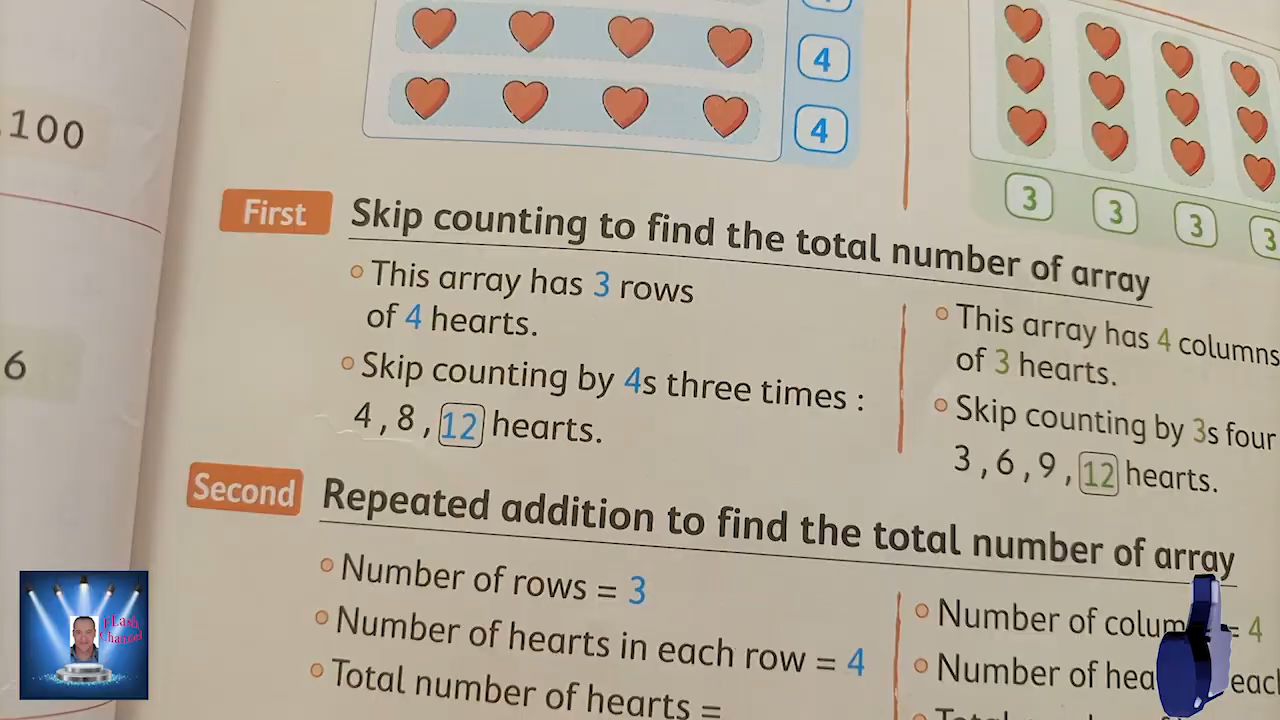 .100
6
4
4
3
3
3
3
First
Skip counting to find the total number of array
This array has 3 rows
of 4 hearts.
Skip counting by 4s three times :
4 , 8 , 12 hearts.
This array has 4 columns
of 3 hearts.
Skip counting by 3s four
3 , 6 , 9 , 12 hearts.
Second
Repeated addition to find the total number of array
Number of rows = 3
Number of hearts in each row = 4
Total number of hearts =
Number of = 4
Number of each
Flash
Channel